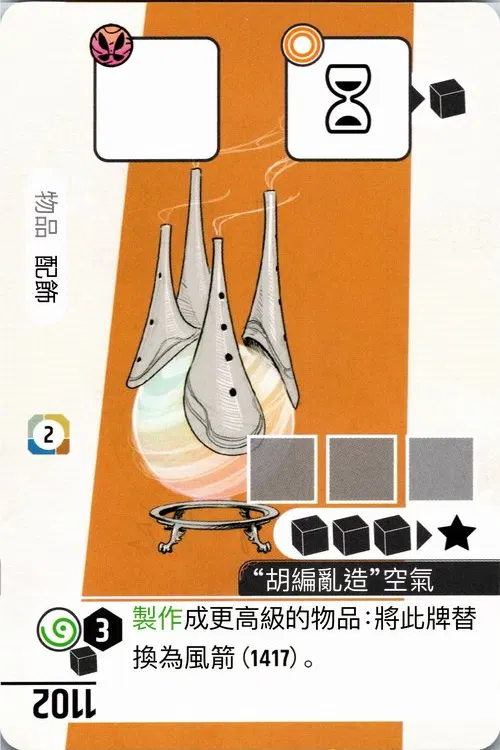 物品 配飾
2
“胡編亂造”空氣
3
製作成更高級的物品：將此牌替
換為風箭（1417）。
1102